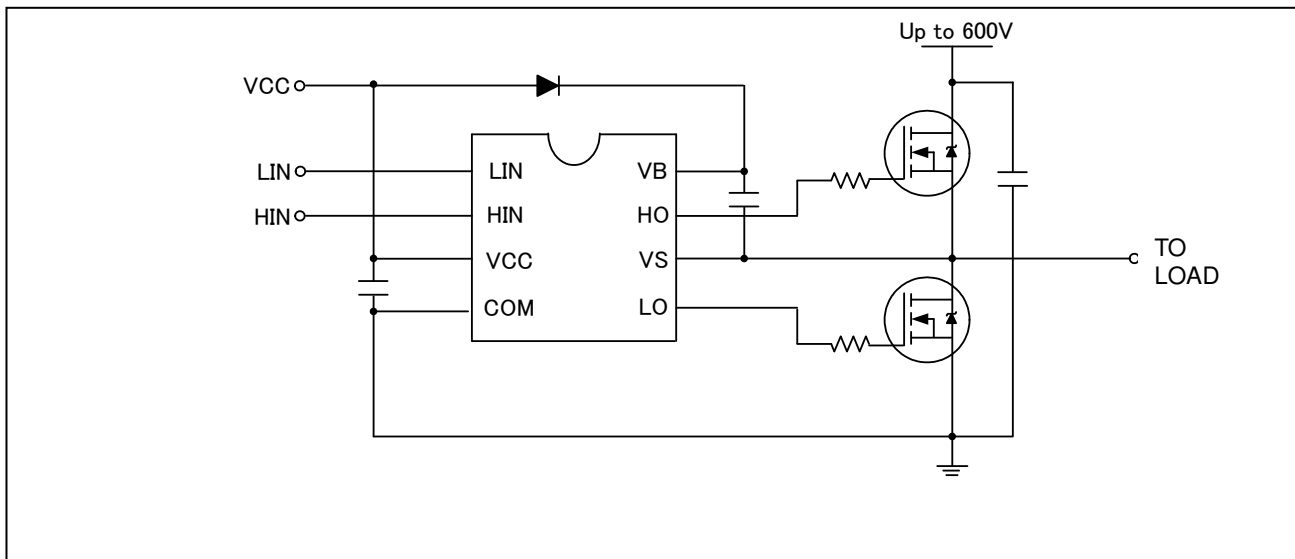 Up to 600V
VCC
LIN
HIN
LIN
HIN
VCC
COM
VB
HO
VS
LO
TO
LOAD